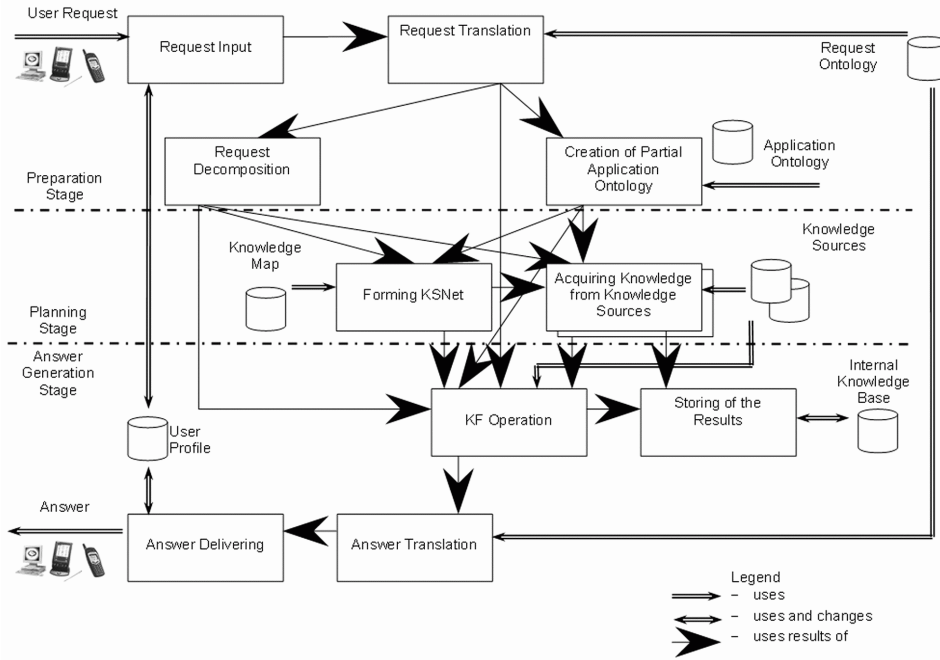 User Request
Request Input
Request Translation
Request
Ontology
Request
Decomposition
Creation of Partial
Application
Ontology
Application
Ontology
Preparation
Stage
Knowledge
Map
Forming KSNet
Acquiring Knowledge
from Knowledge
Sources
Knowledge
Sources
Planning
Stage
Answer
Generation
Stage
KF Operation
Storing of the
Results
Internal
Knowledge
Base
User
Profile
Answer
Answer Delivering
Answer Translation
Legend
– uses
– uses and changes
– uses results of